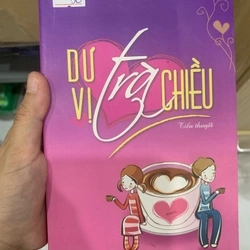 DƯ
VỊ trà CHIỀU
Tiểu thuyết